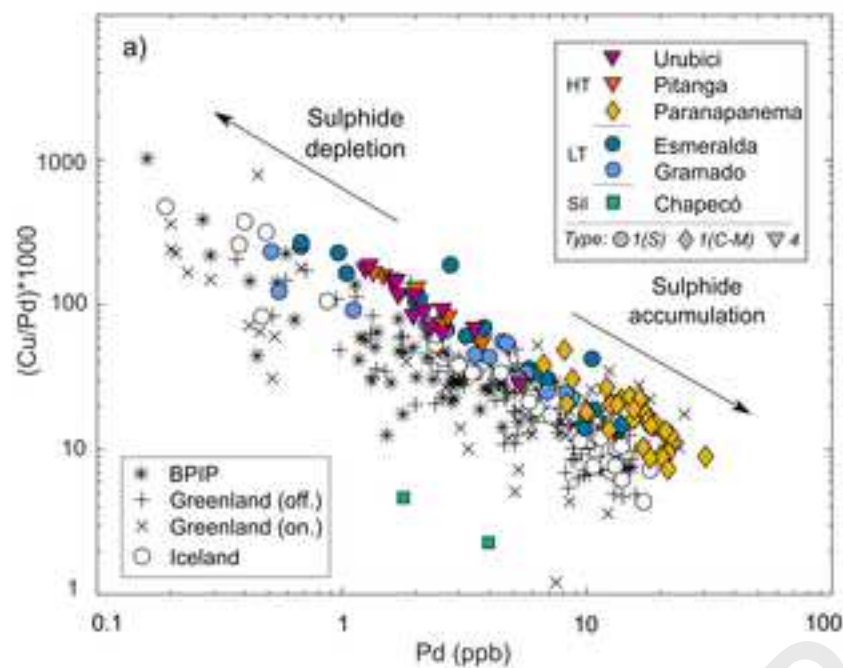 a)
Urubici
HT Pitanga
Paranapanema
LT Esmeralda
Gramado
Sil Chapecó
Type: 1(S) 1(C-M) 4
Sulphide
depletion
Sulphide
accumulation
BPIP
Greenland (off.)
Greenland (on.)
Iceland
(Cu/Pd)*1000
1000
100
10
1
0.1 1 10 100
Pd (ppb)